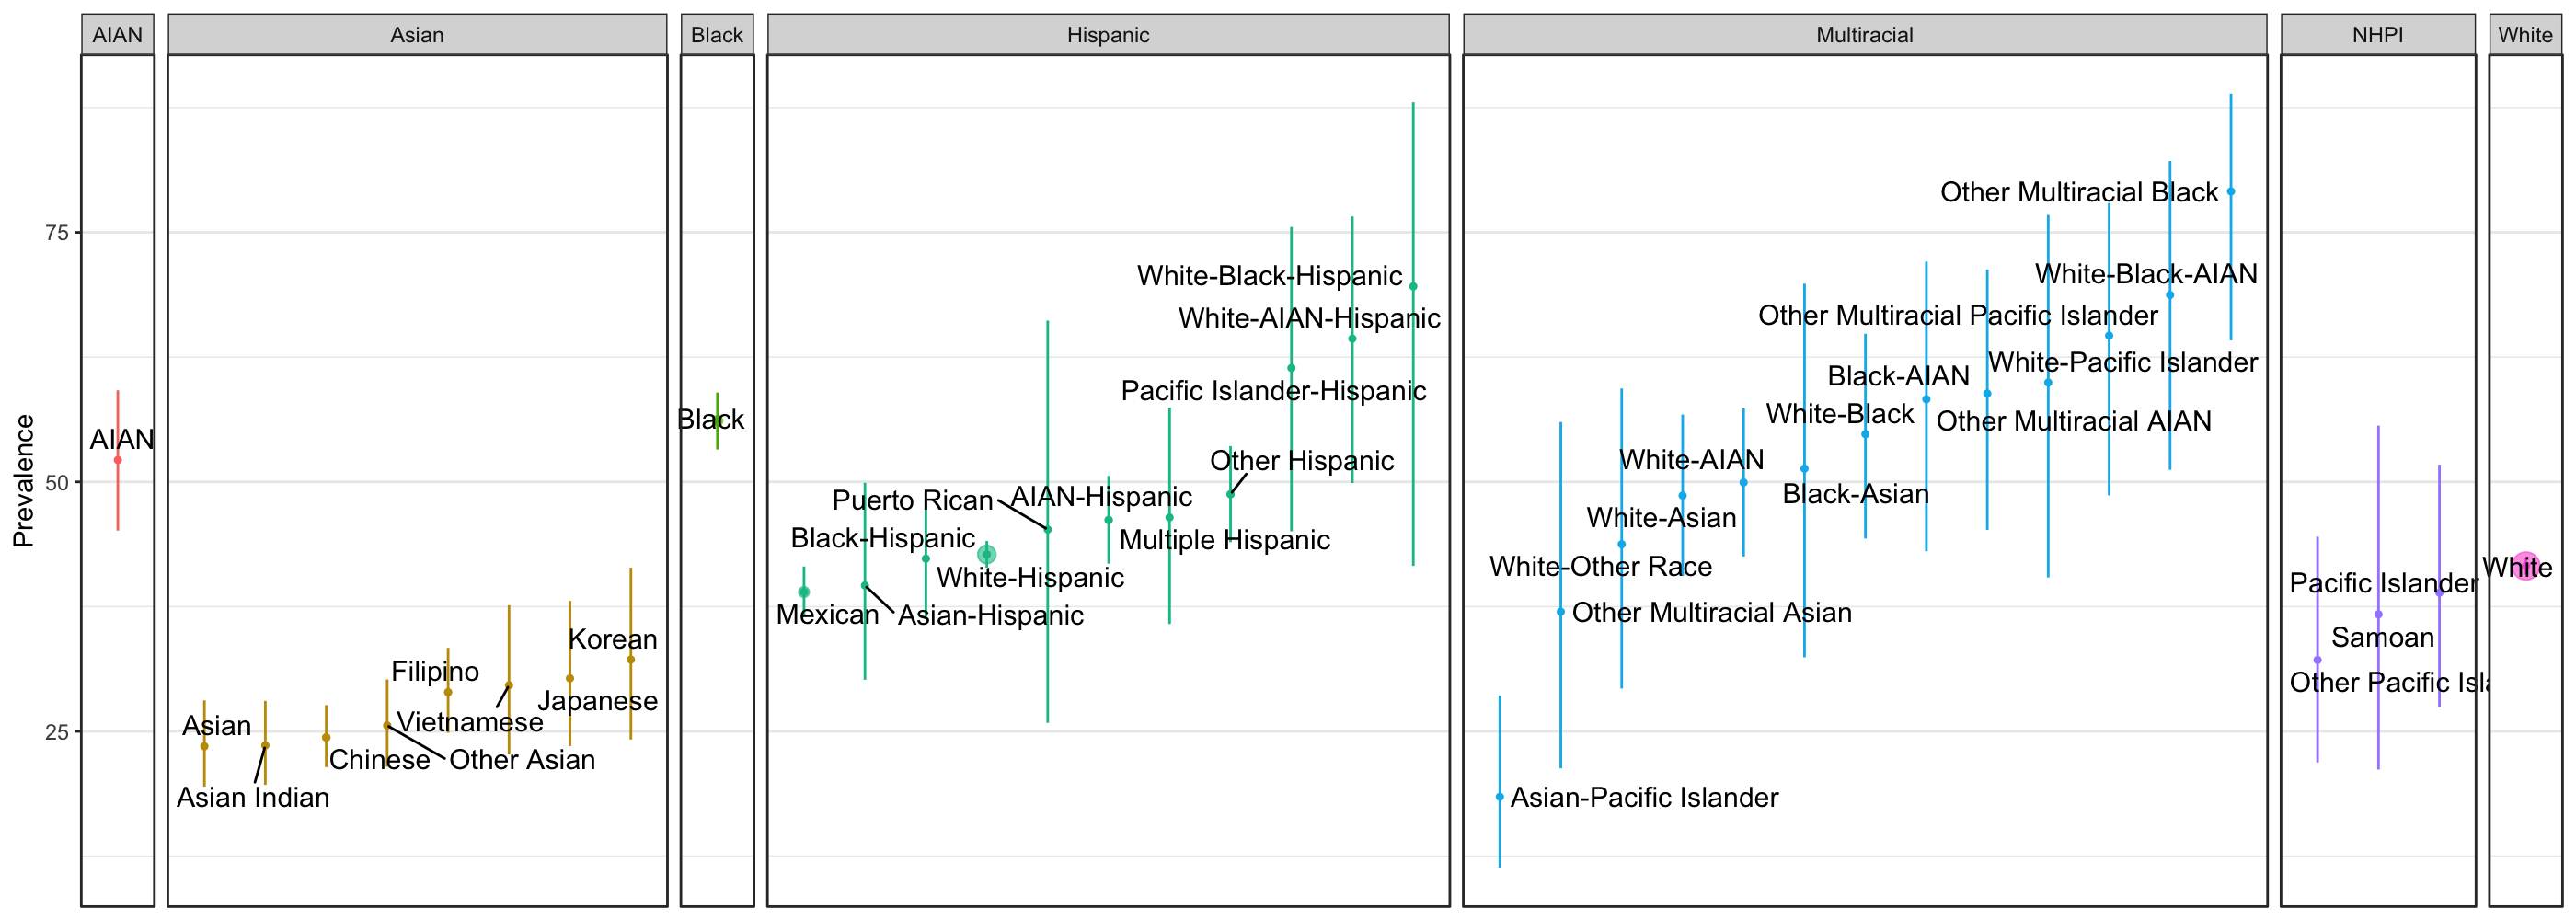 AIAN
Asian
Black
Hispanic
Multiracial
NHPI
White
Prevalence
75
50
25
AIAN
Asian
Asian Indian
Chinese
Other Asian
Filipino
Vietnamese
Japanese
Korean
Black
Mexican
Asian-Hispanic
Black-Hispanic
White-Hispanic
Puerto Rican
AIAN-Hispanic
Multiple Hispanic
Other Hispanic
Pacific Islander-Hispanic
White-AIAN-Hispanic
White-Black-Hispanic
Asian-Pacific Islander
Other Multiracial Asian
White-Other Race
White-Asian
White-AIAN
Black-Asian
White-Black
Black-AIAN
Other Multiracial AIAN
White-Pacific Islander
Other Multiracial Pacific Islander
White-Black-AIAN
Other Multiracial Black
Other Pacific
Samoan
Pacific Islander
White